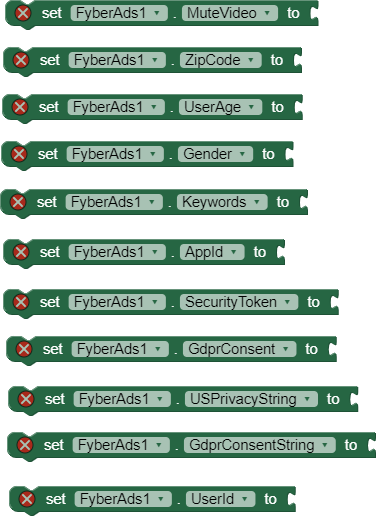 set FyberAds1 . MuteVideo to
set FyberAds1 . ZipCode to
set FyberAds1 . UserAge to
set FyberAds1 . Gender to
set FyberAds1 . Keywords to
set FyberAds1 . AppId to
set FyberAds1 . SecurityToken to
set FyberAds1 . GdprConsent to
set FyberAds1 . USPrivacyString to
set FyberAds1 . GdprConsentString to
set FyberAds1 . UserId to